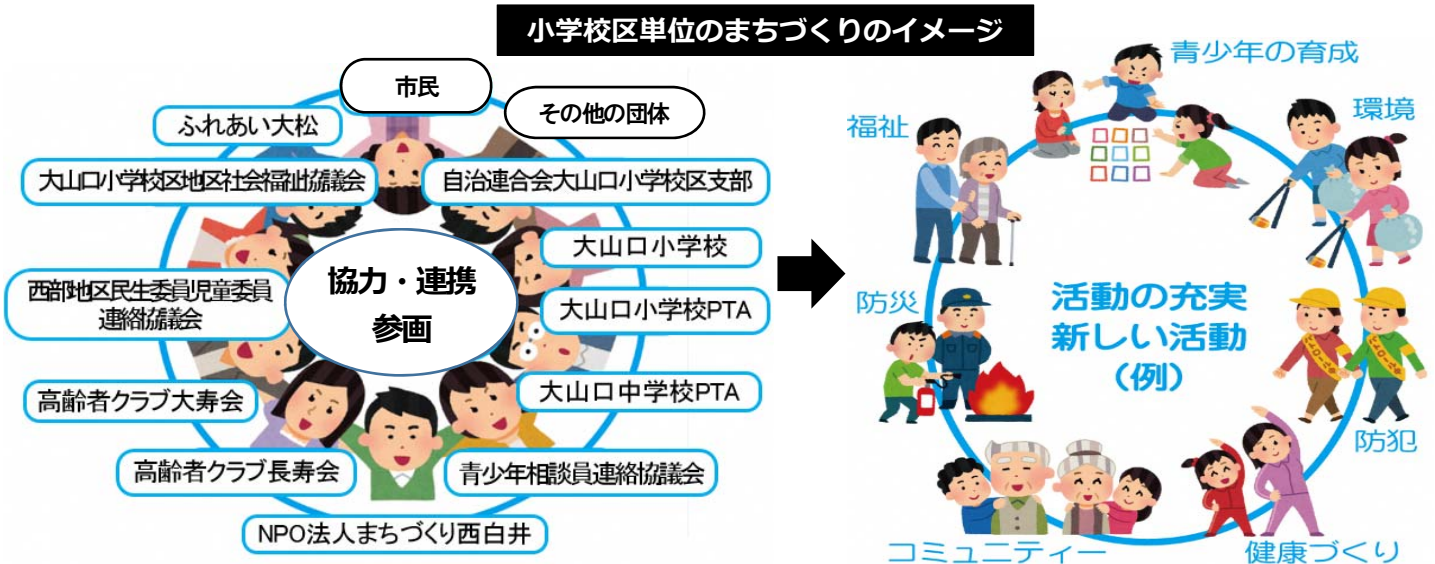 小学校区単位のまちづくりのイメージ
市民
その他の団体
ふれあい大松
大山口小学校区地区社会福祉協議会
自治連合会大山口小学校区支部
大山口小学校
西部地区民生委員児童委員
連絡協議会
大山口小学校PTA
大山口中学校PTA
高齢者クラブ大寿会
高齢者クラブ長寿会
青少年相談員連絡協議会
NPO法人まちづくり西白井
協力・連携
参画
青少年の育成
福祉
環境
防災
活動の充実
新しい活動
（例）
防犯
コミュニティー
健康づくり